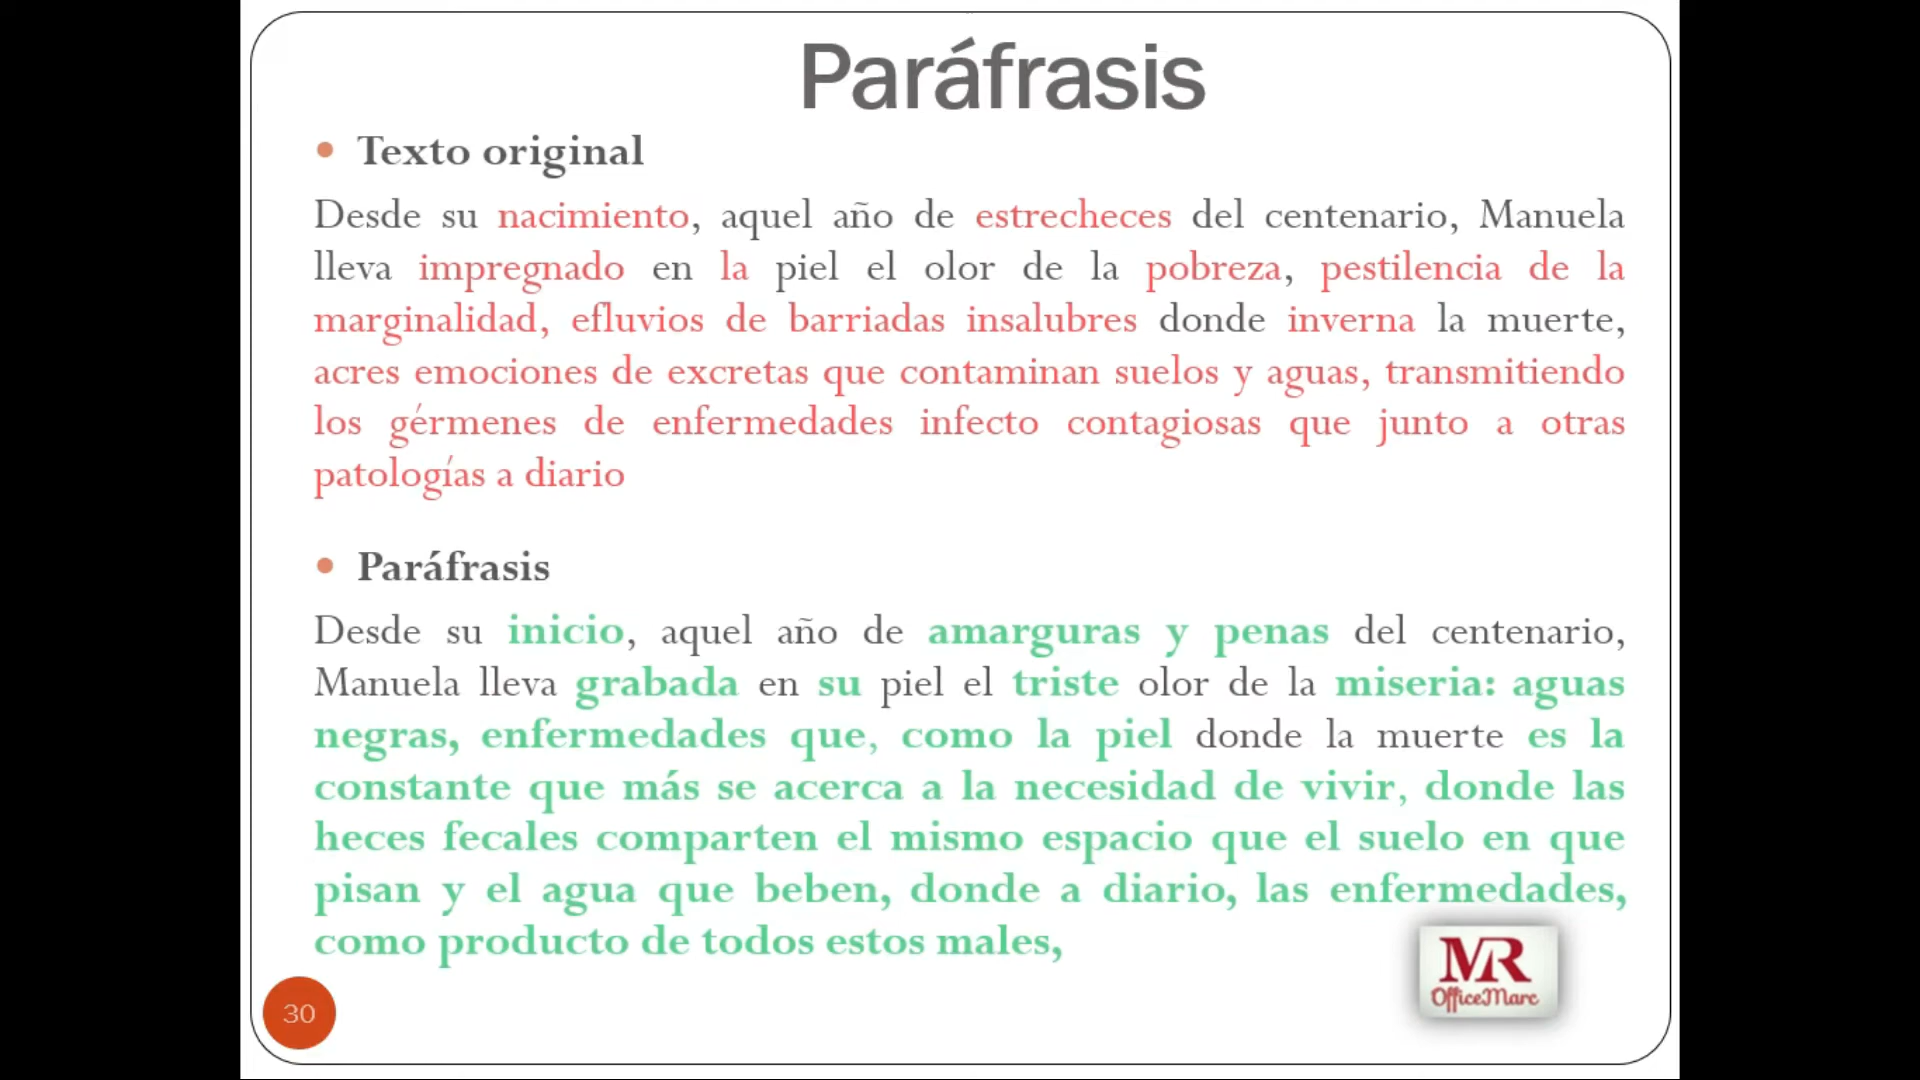 Paráfrasis
• Texto original
Desde su nacimiento, aquel año de estrecheces del centenario, Manuela
lleva impregnado en la piel el olor de la pobreza, pestilencia de la
marginalidad, efluvios de barriadas insalubres donde inverna la muerte,
acres emociones de excretas que contaminan suelos y aguas, transmitiendo
los gérmenes de enfermedades infecto contagiosas que junto a otras
patologías a diario
• Paráfrasis
Desde su inicio, aquel año de amarguras y penas del centenario,
Manuela lleva grabada en su piel el triste olor de la miseria: aguas
negras, enfermedades que, como la piel donde la muerte es la
constante que más se acerca a la necesidad de vivir, donde las
heces fecales comparten el mismo espacio que el suelo en que
pisan y el agua que beben, donde a diario, las enfermedades,
como producto de todos estos males,
MR
OfficeMarc
30